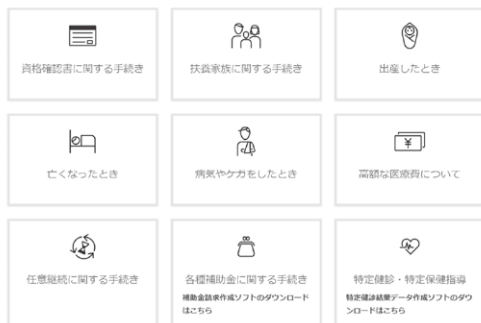 資格確認書に関する手続き
扶養家族に関する手続き
出産したとき
亡くなったとき
病気やケガをしたとき
¥
高額な医療費について
任意継続に関する手続き
各種補助金に関する手続き
補助金請求作成ソフトのダウンロード
はこちら
特定健診・特定保健指導
特定健診結果データ作成ソフトのダウ
ンロードはこちら